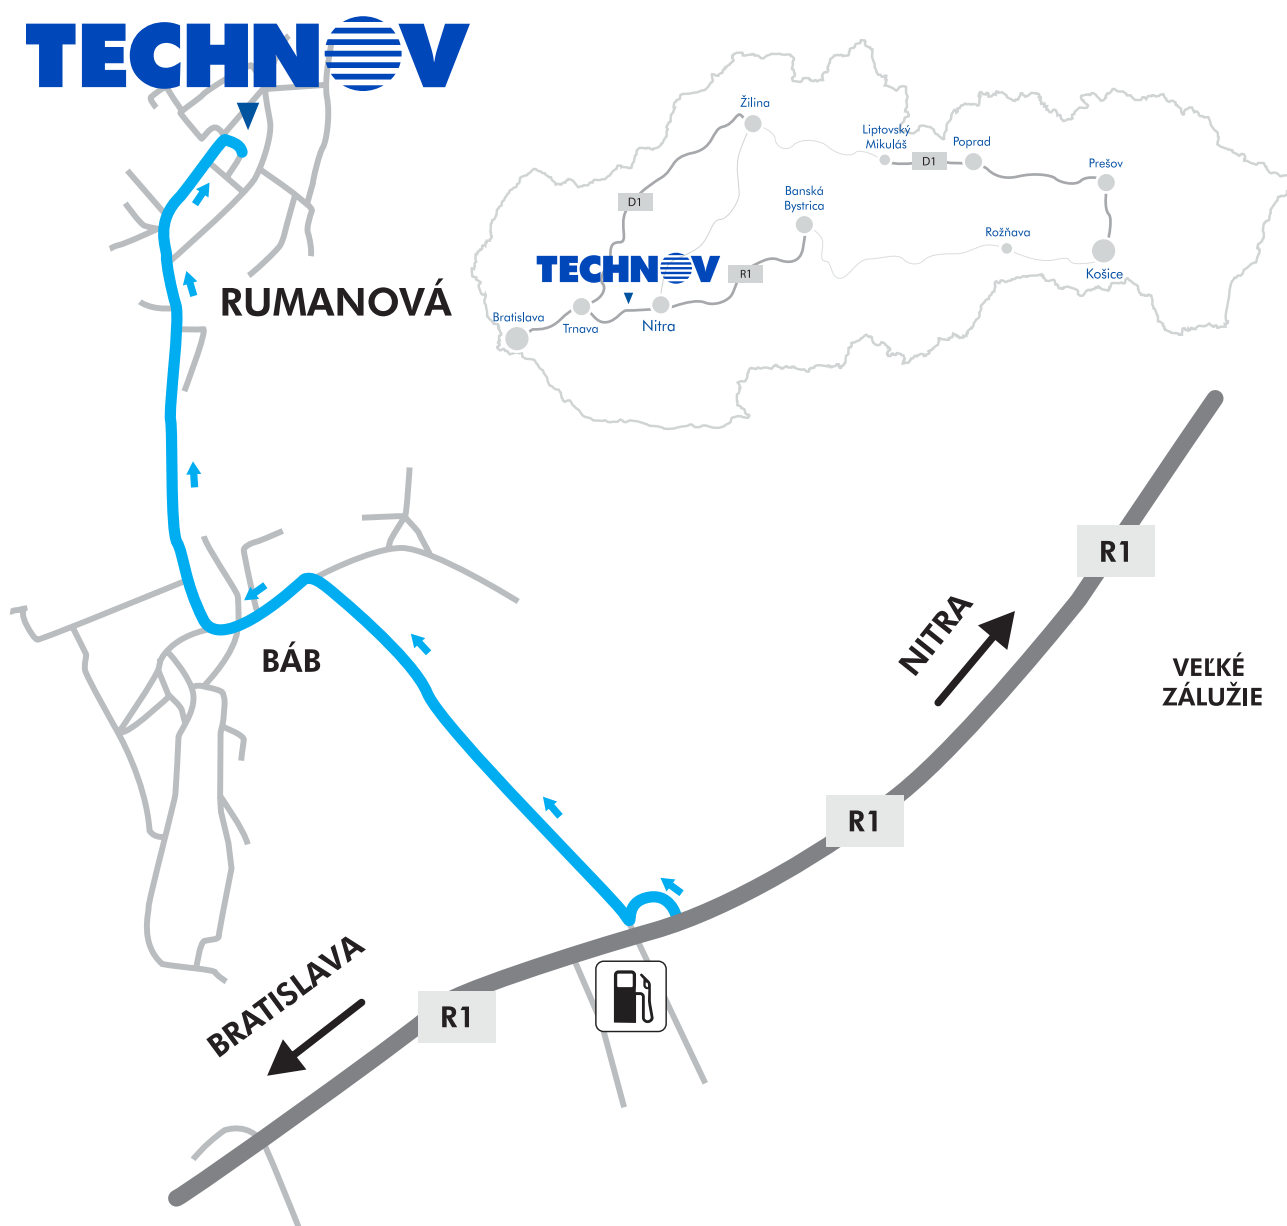 TECHNOV
Žilina
Liptovský
Mikuláš
D1
Poprad
Prešov
Banská
Bystrica
D1
Rožňava
TECHNOV
R1
Košice
Bratislava
Trnava
Nitra
RUMANOVÁ
R1
NITRA
BÁB
VEĽKÉ
ZÁLUŽIE
R1
BRATISLAVA
R1